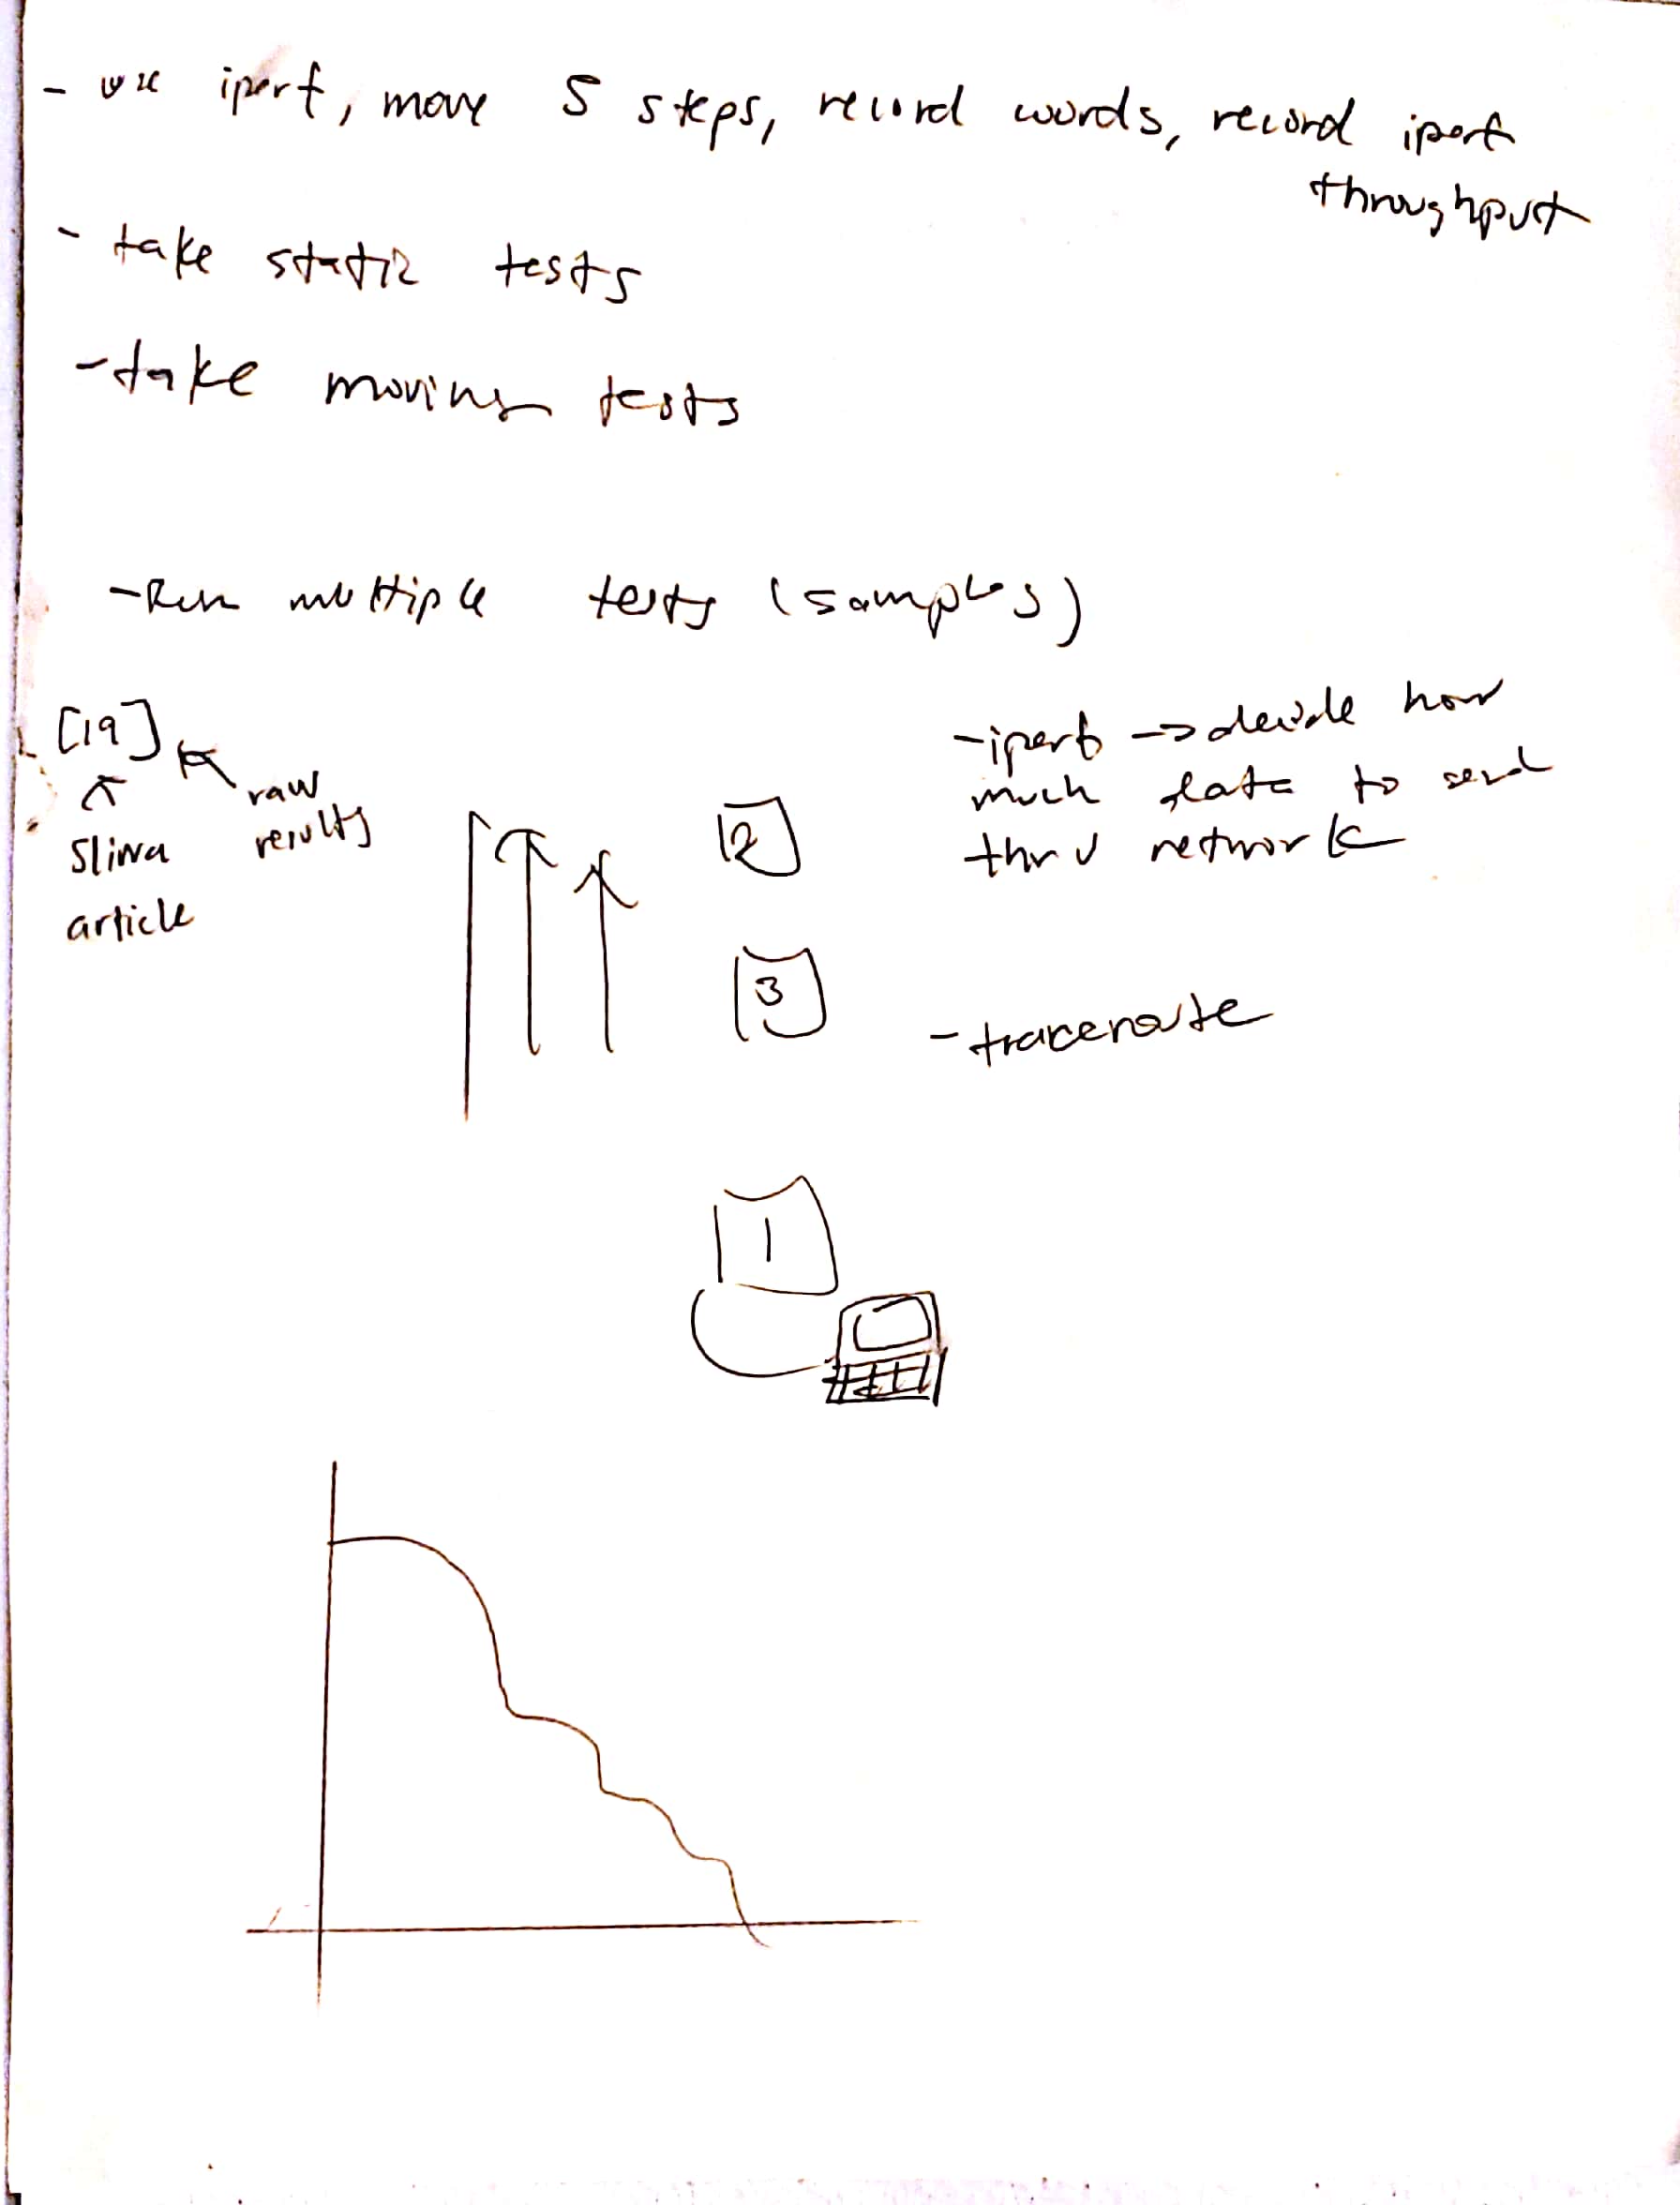 - use iperf, move 5 steps, record words, record iperf
throughput
- take static tests
- take moving tests
- Run multiple tests (samples)
[19]
raw
results
Sliwa
article
- iperf → decide how
much data to send
thru network
2
3
- traceroute
1